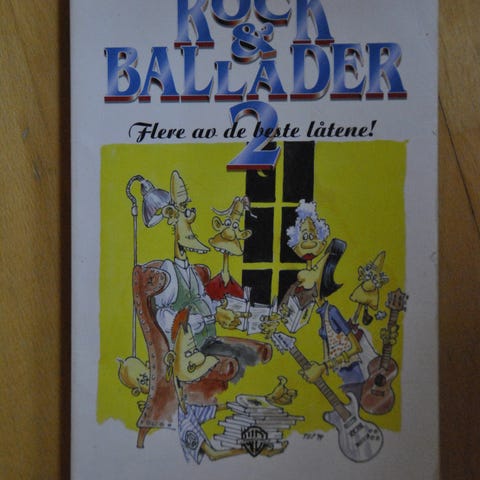 ROCK
&
BALLADER
2
Flere av de beste låtene!